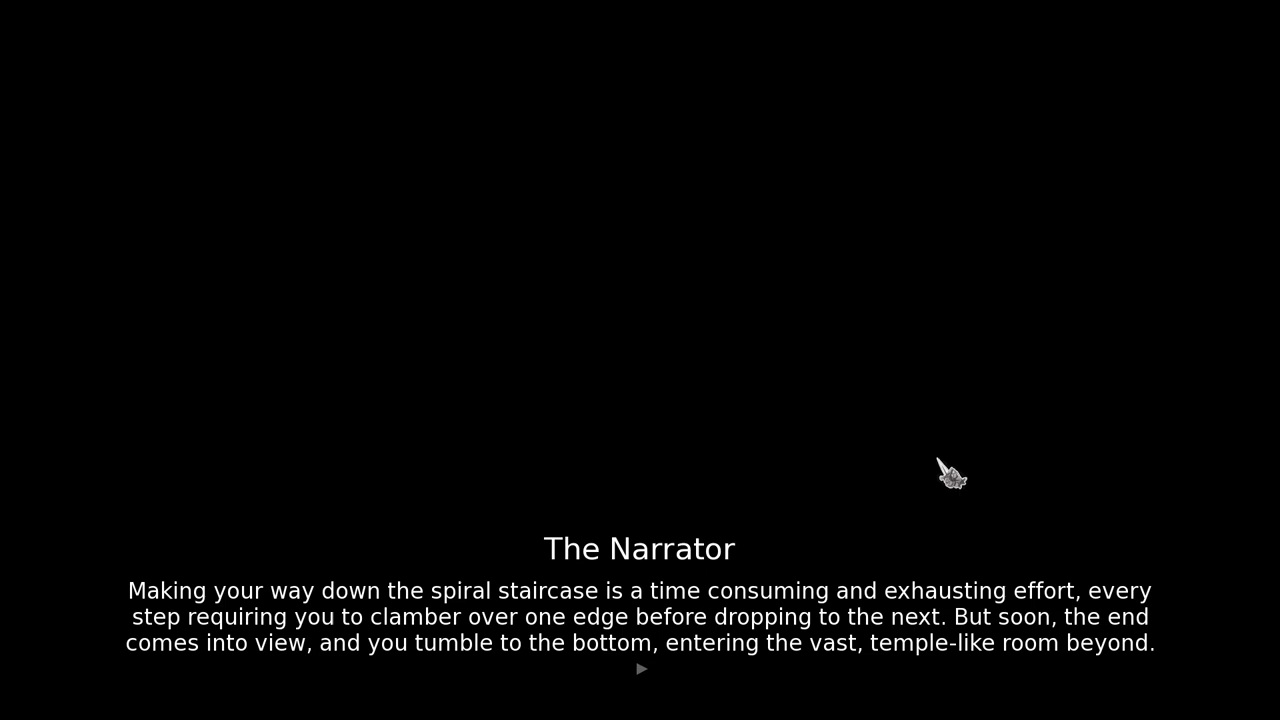 The Narrator
Making your way down the spiral staircase is a time consuming and exhausting effort, every
step requiring you to clamber over one edge before dropping to the next. But soon, the end
comes into view, and you tumble to the bottom, entering the vast, temple-like room beyond.